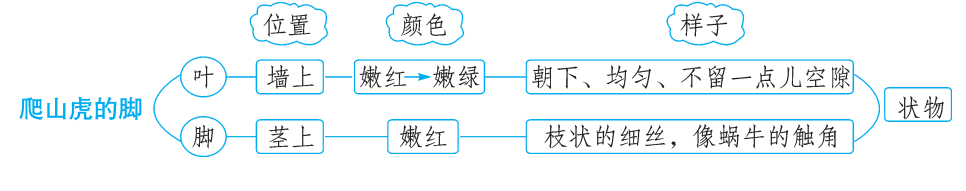 位置 颜色 样子
叶 墙上 嫩红→嫩绿 朝下、均匀、不留一点儿空隙
爬山虎的脚 状物
脚 茎上 嫩红 枝状的细丝，像蜗牛的触角